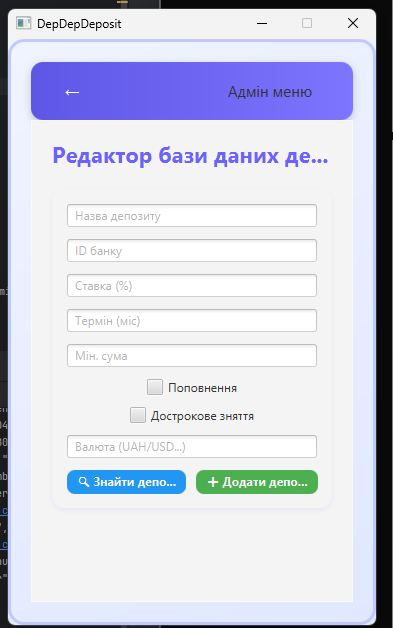 DepDepDeposit
← Адмін меню
Редактор бази даних де...
Назва депозиту
ID банку
Ставка (%)
Термін (міс)
Мін. сума
Поповнення
Дострокове зняття
Валюта (UAH/USD...)
🔍 Знайти депо... ➕ Додати депо...